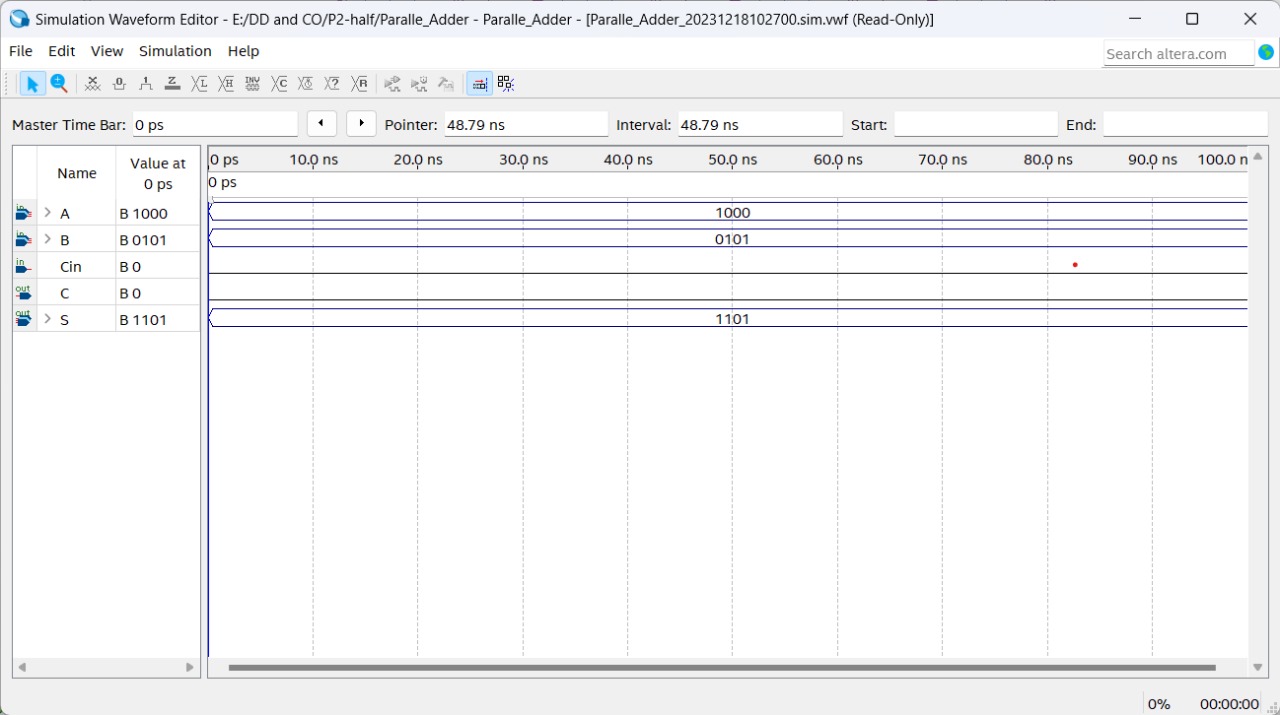 Simulation Waveform Editor - E:/DD and CO/P2-half/Paralle_Adder - Paralle_Adder - [Paralle_Adder_20231218102700.sim.vwf (Read-Only)]
File Edit View Simulation Help
Search altera.com
Master Time Bar: 0 ps Pointer: 48.79 ns Interval: 48.79 ns Start: End:
Name Value at 0 ps
0 ps 10.0 ns 20.0 ns 30.0 ns 40.0 ns 50.0 ns 60.0 ns 70.0 ns 80.0 ns 90.0 ns 100.0 n
0 ps
A B 1000 1000
B B 0101 0101
in Cin B 0
out C B 0
out S B 1101 1101
0% 00:00:00